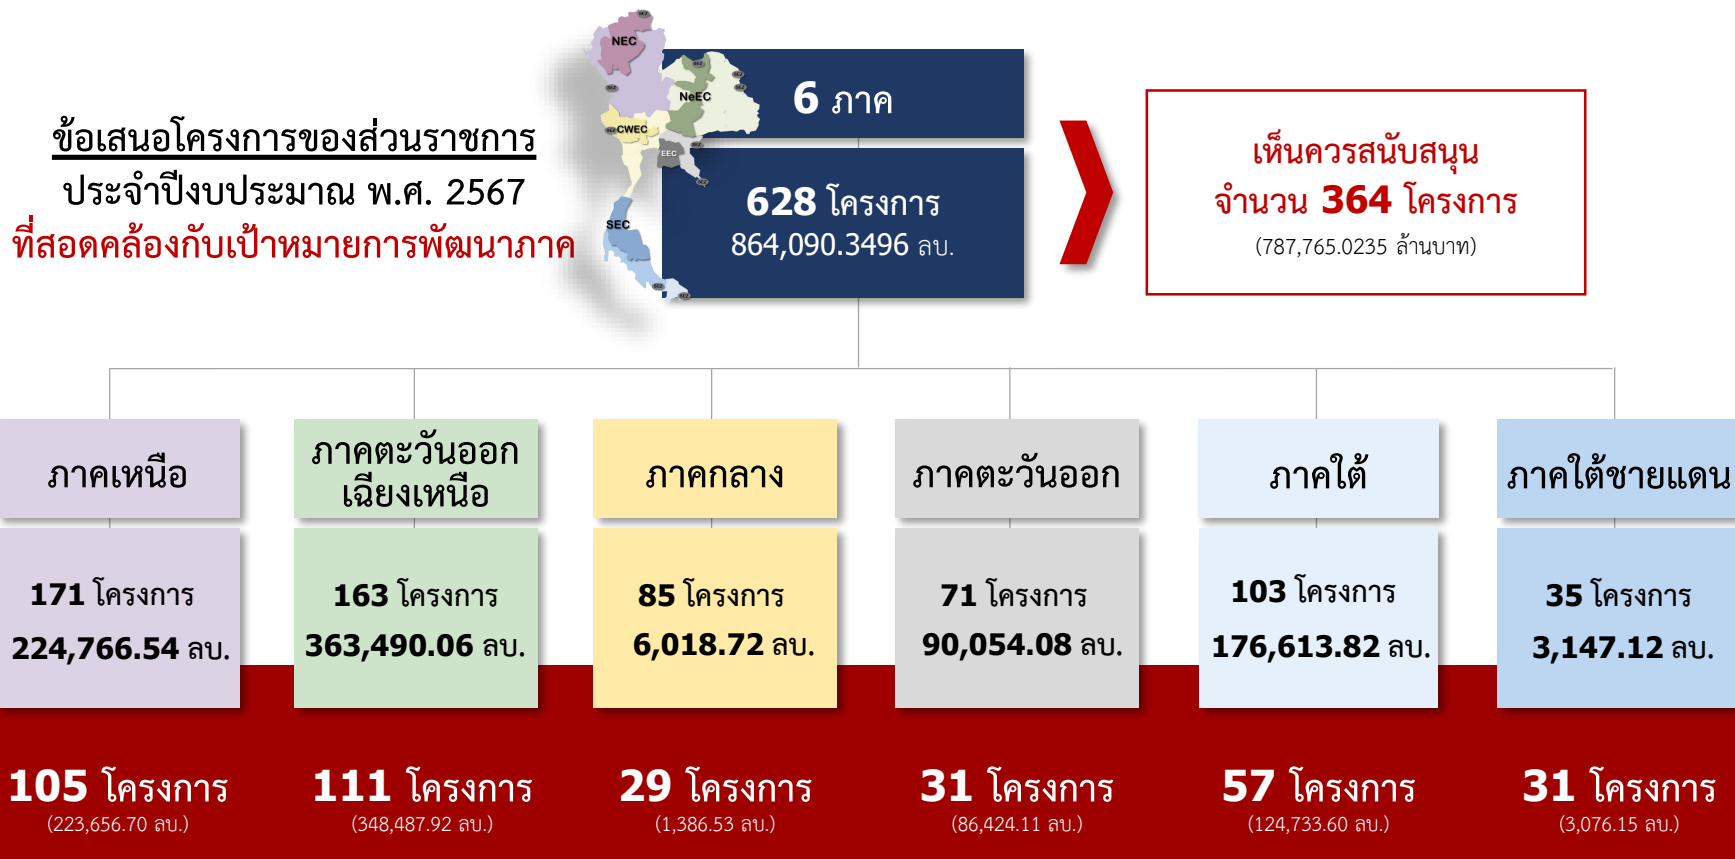 ข้อเสนอโครงการของส่วนราชการ
ประจำปีงบประมาณ พ.ศ. 2567
ที่สอดคล้องกับเป้าหมายการพัฒนาภาค
NEC
NeEC
CWEC
EEC
SEC
SEZ
6 ภาค
628 โครงการ
864,090.3496 ลบ.
เห็นควรสนับสนุน
จำนวน 364 โครงการ
(787,765.0235 ล้านบาท)
ภาคเหนือ
171 โครงการ
224,766.54 ลบ.
105 โครงการ
(223,656.70 ลบ.)
ภาคตะวันออก
เฉียงเหนือ
163 โครงการ
363,490.06 ลบ.
111 โครงการ
(348,487.92 ลบ.)
ภาคกลาง
85 โครงการ
6,018.72 ลบ.
29 โครงการ
(1,386.53 ลบ.)
ภาคตะวันออก
71 โครงการ
90,054.08 ลบ.
31 โครงการ
(86,424.11 ลบ.)
ภาคใต้
103 โครงการ
176,613.82 ลบ.
57 โครงการ
(124,733.60 ลบ.)
ภาคใต้ชายแดน
35 โครงการ
3,147.12 ลบ.
31 โครงการ
(3,076.15 ลบ.)